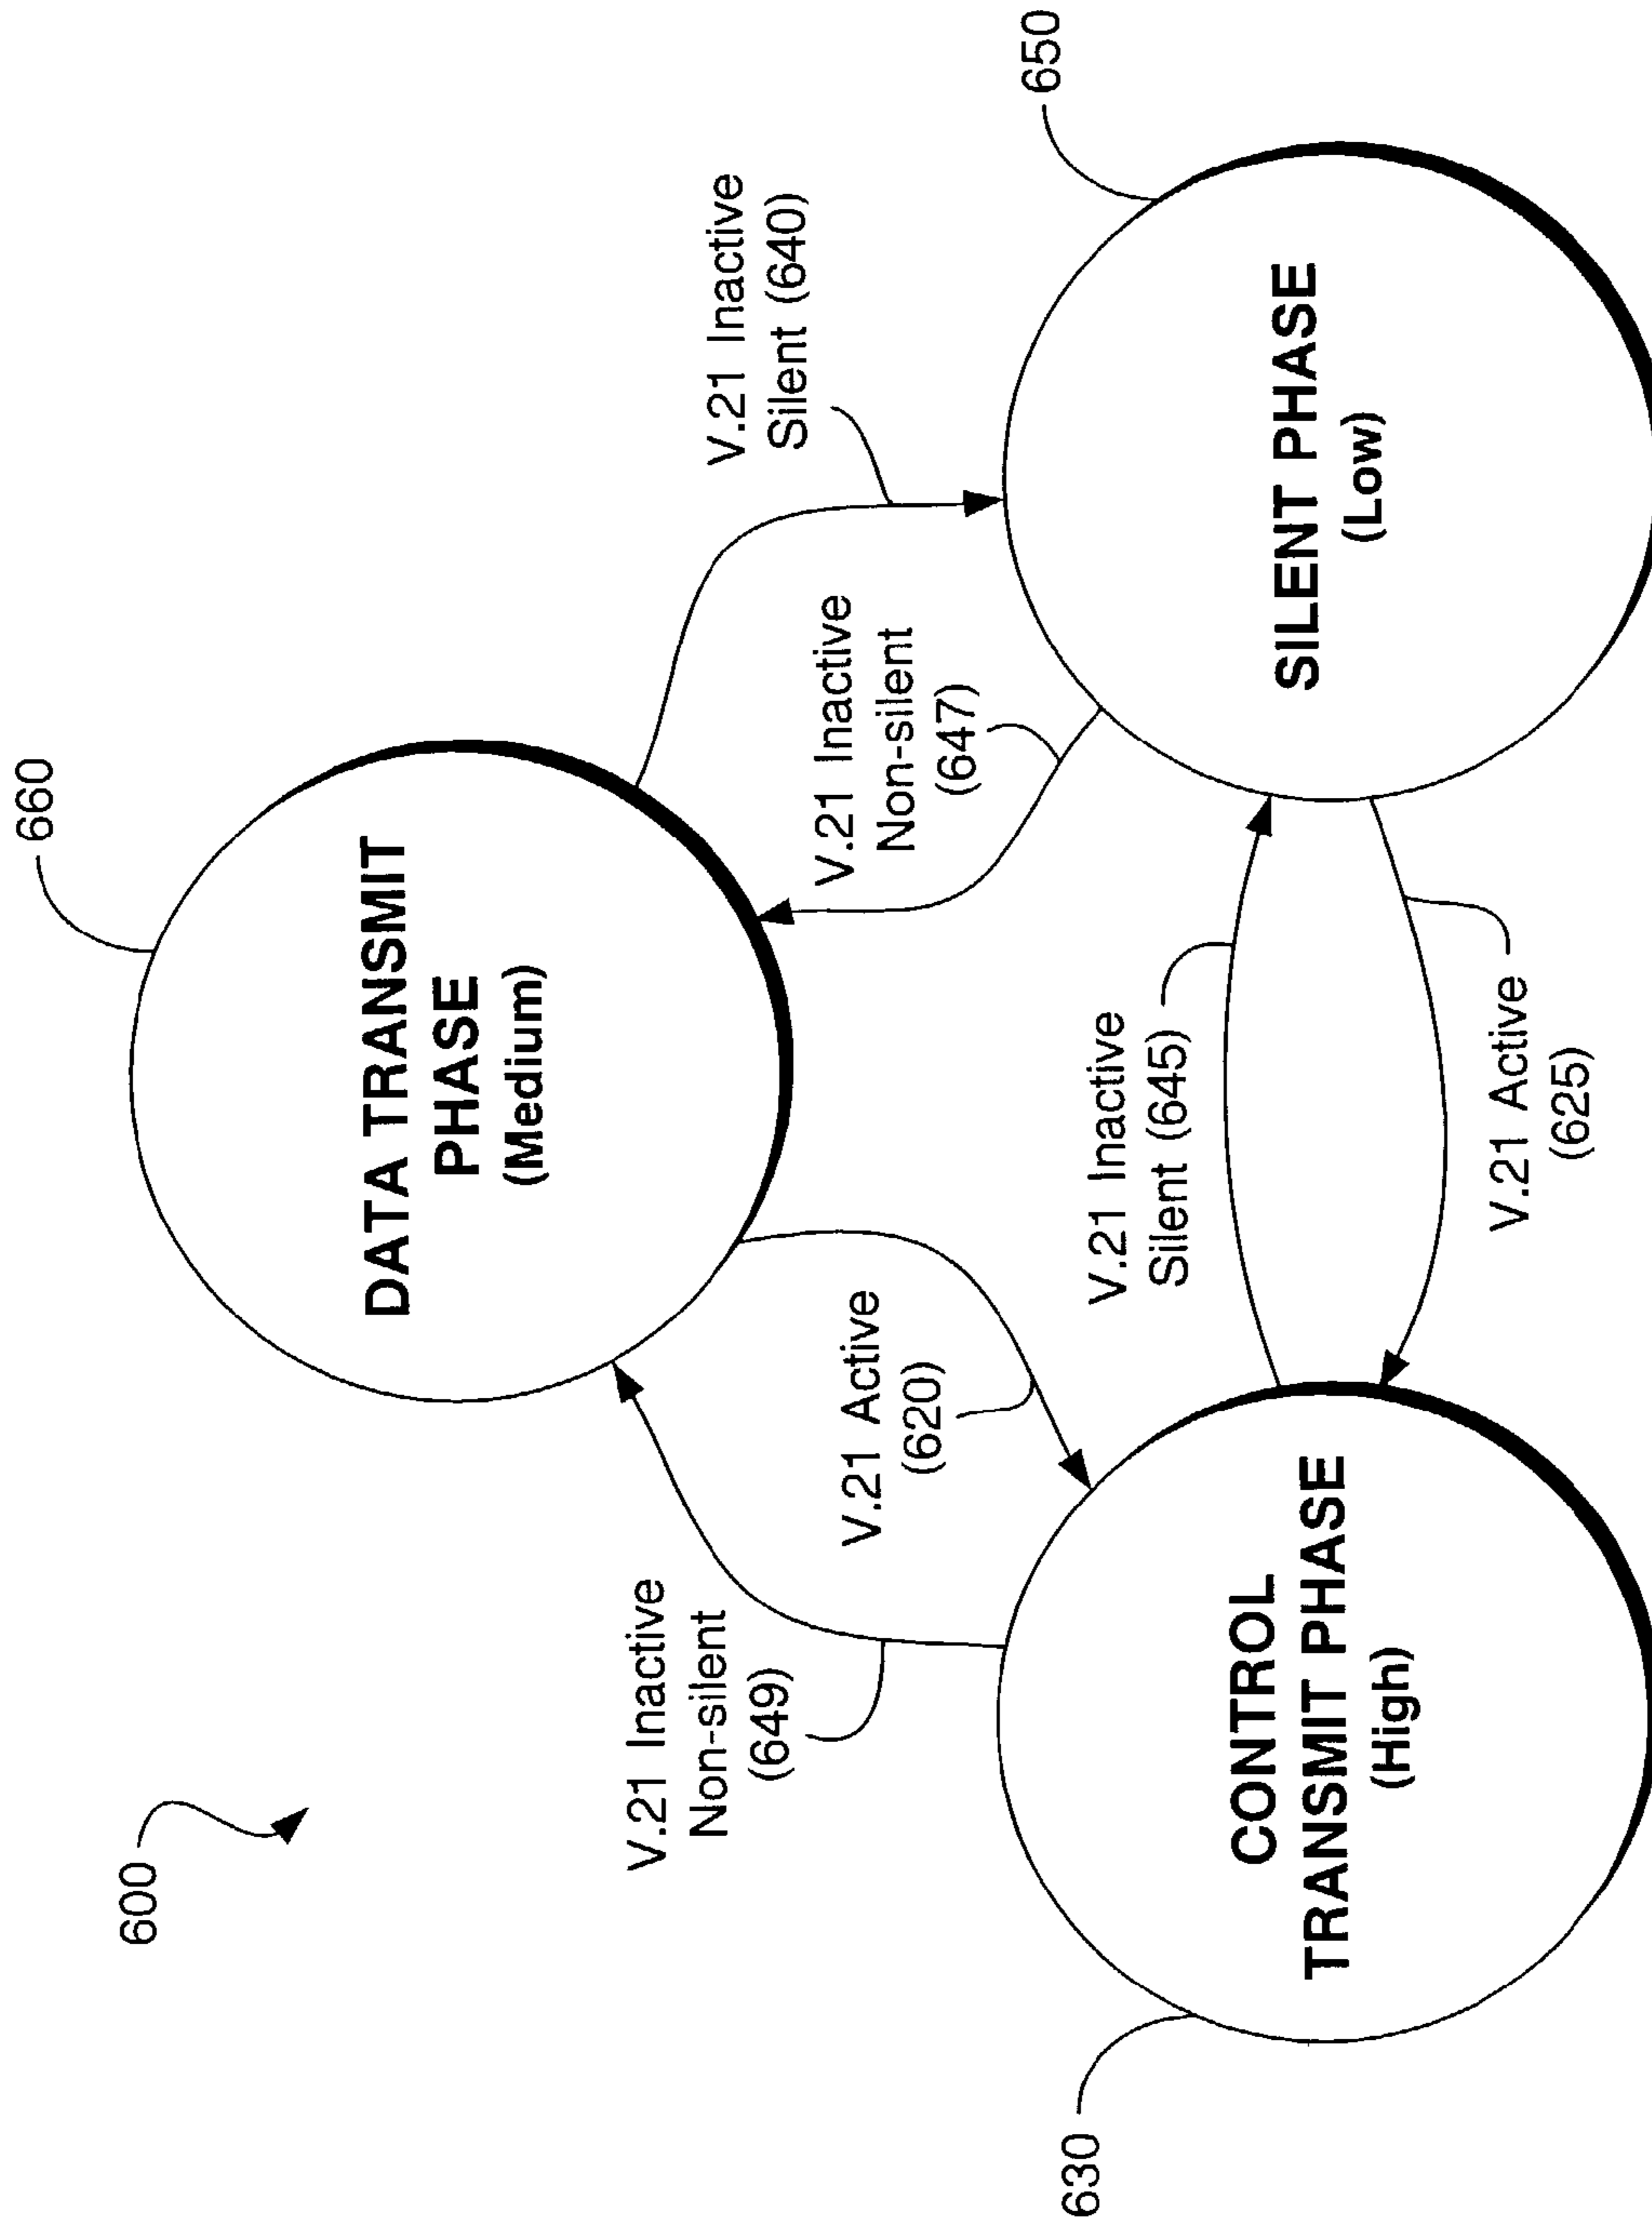 600
660
DATA TRANSMIT
PHASE
(Medium)
V.21 Inactive
Non-silent
(649)
V.21 Active
(620)
V.21 Inactive
Silent (640)
V.21 Inactive
Non-silent
(647)
630
CONTROL
TRANSMIT PHASE
(High)
V.21 Inactive
Silent (645)
V.21 Active
(625)
650
SILENT PHASE
(Low)